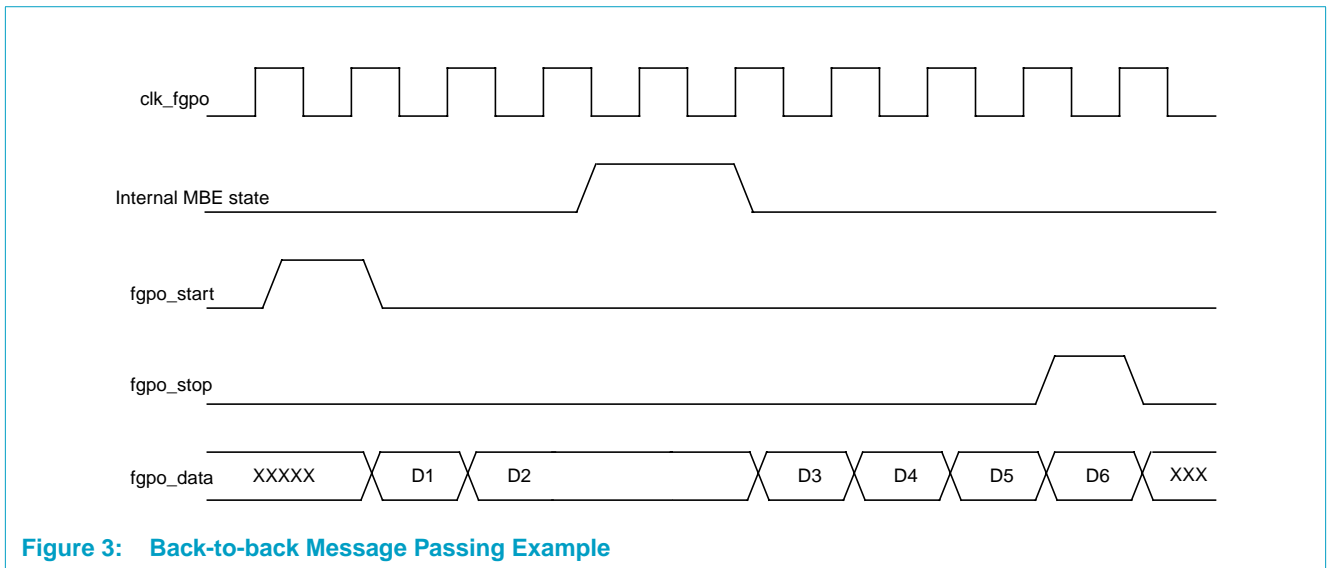 clk_fgpo
Internal MBE state
fgpo_start
fgpo_stop
fgpo_data XXXXX D1 D2 D3 D4 D5 D6 XXX
Figure 3: Back-to-back Message Passing Example